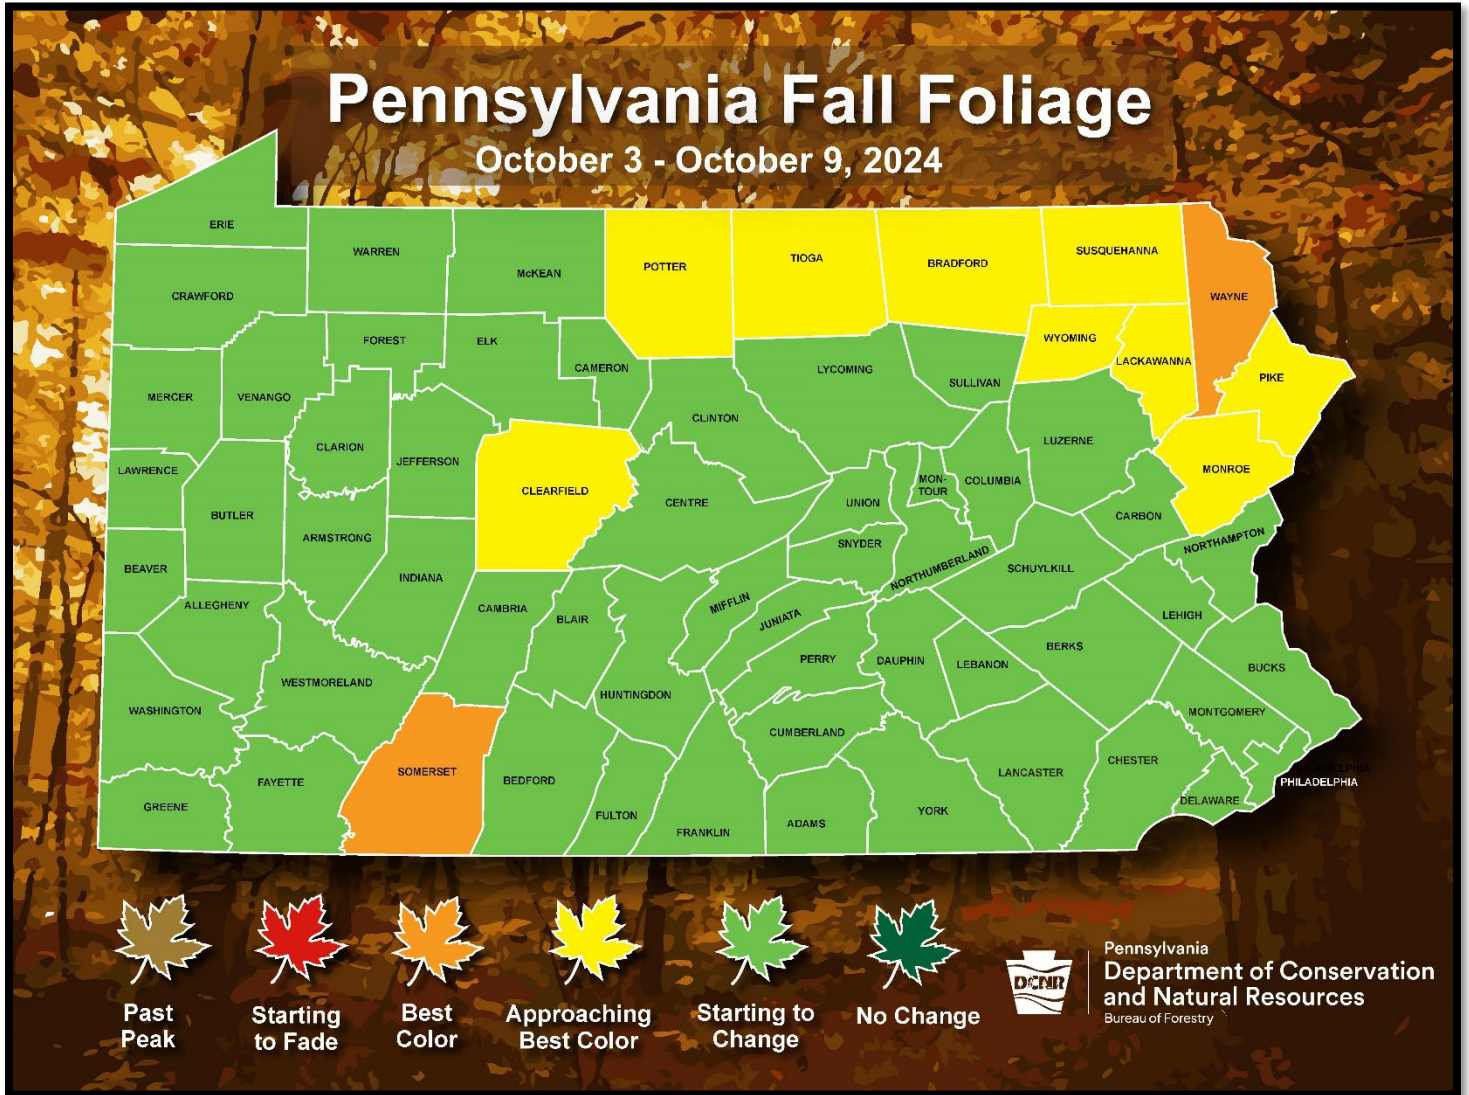 Pennsylvania Fall Foliage
October 3 - October 9, 2024
ERIE
WARREN
McKEAN
POTTER
TIOGA
BRADFORD
SUSQUEHANNA
WAYNE
CRAWFORD
FOREST
ELK
CAMERON
LYCOMING
SULLIVAN
WYOMING
LACKAWANNA
PIKE
MERCER
VENANGO
CLARION
JEFFERSON
CLINTON
LUZERNE
MONROE
LAWRENCE
BUTLER
ARMSTRONG
CLEARFIELD
CENTRE
UNION
MON-
TOUR
COLUMBIA
CARBON
NORTHAMPTON
BEAVER
ALLEGHENY
INDIANA
CAMBRIA
BLAIR
MIFFLIN
JUNIATA
SNYDER
NORTHUMBERLAND
SCHUYLKILL
LEHIGH
WASHINGTON
WESTMORELAND
HUNTINGDON
PERRY
DAUPHIN
LEBANON
BERKS
BUCKS
MONTGOMERY
GREENE
FAYETTE
SOMERSET
BEDFORD
FULTON
FRANKLIN
CUMBERLAND
ADAMS
YORK
LANCASTER
CHESTER
DELAWARE
PHILADELPHIA
Past
Peak
Starting
to Fade
Best
Color
Approaching
Best Color
Starting to
Change
No Change
DCNR
Pennsylvania
Department of Conservation
and Natural Resources
Bureau of Forestry